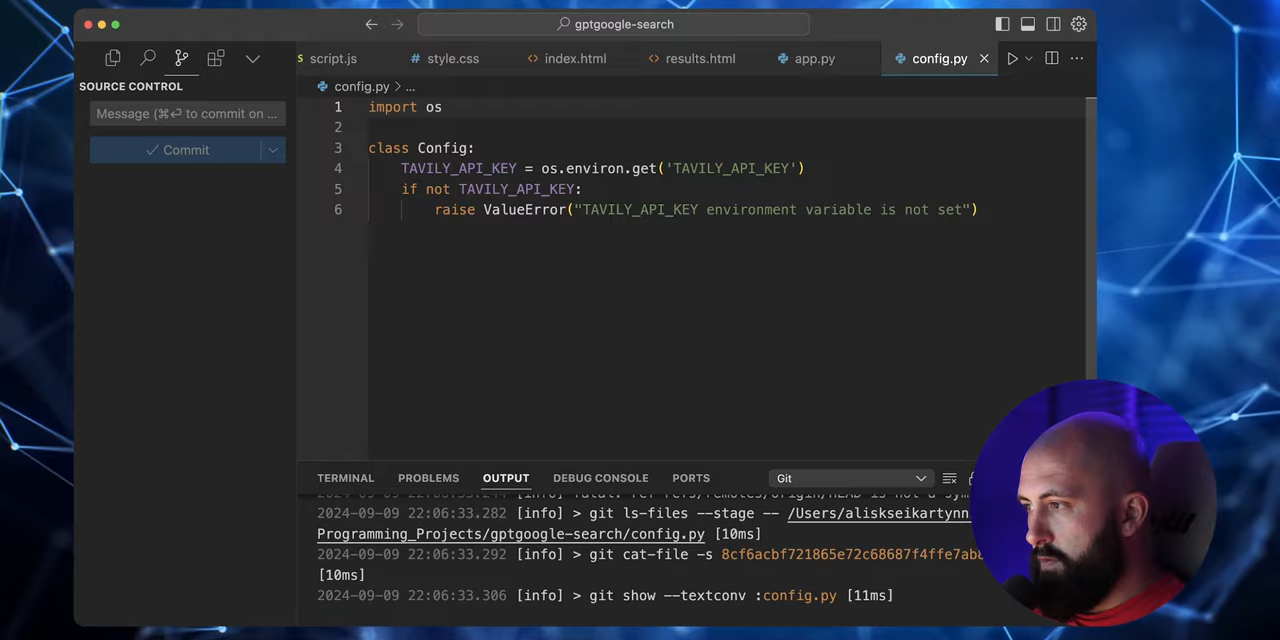 gptgoogle-search
script.js
style.css
index.html
results.html
app.py
config.py
SOURCE CONTROL
config.py > ...
Message (⌘⏎ to commit on ...
Commit
1 import os
2
3 class Config:
4 TAVILY_API_KEY = os.environ.get('TAVILY_API_KEY')
5 if not TAVILY_API_KEY:
6 raise ValueError("TAVILY_API_KEY environment variable is not set")
TERMINAL PROBLEMS OUTPUT DEBUG CONSOLE PORTS Git
2024-09-09 22:06:33.282 [info] > git ls-files --stage -- /Users/aliskseikartynn
Programming_Projects/gptgoogle-search/config.py [10ms]
2024-09-09 22:06:33.292 [info] > git cat-file -s 8cf6acbf721865e72c68687f4ffe7ab8
[10ms]
2024-09-09 22:06:33.306 [info] > git show --textconv :config.py [11ms]